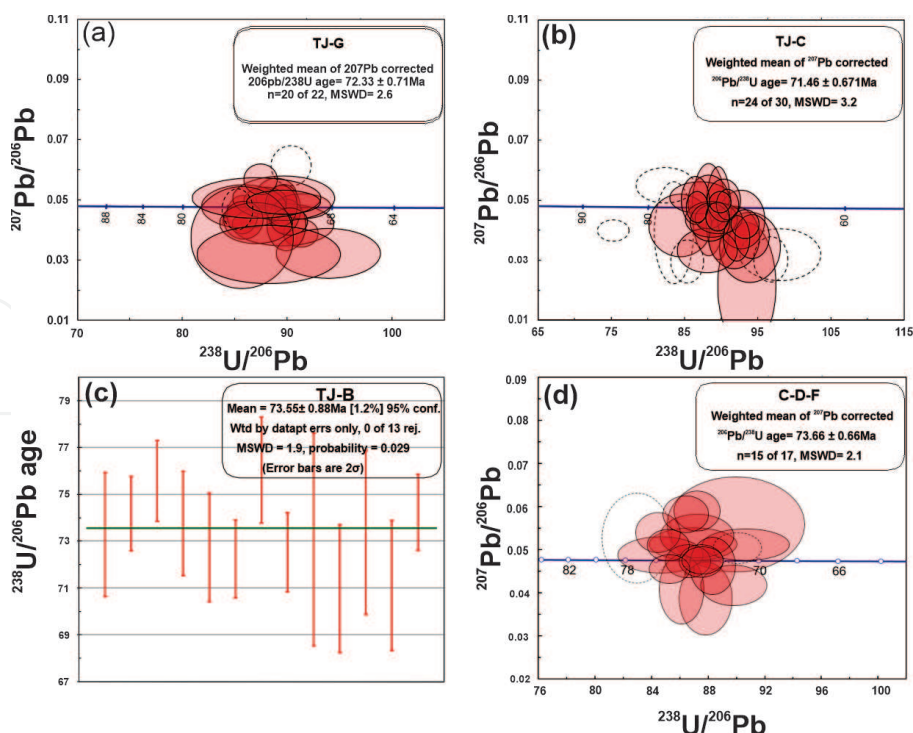 (a)
TJ-G
Weighted mean of 207Pb corrected
206pb/238U age= 72.33 ± 0.71Ma
n=20 of 22, MSWD= 2.6
0.11
0.09
0.07
0.05
0.03
0.01
²⁰⁷Pb/²⁰⁶Pb
88
84
80
68
64
70
80
90
100
²³⁸U/²⁰⁶Pb
(b)
TJ-C
Weighted mean of ²⁰⁷Pb corrected
²⁰⁶Pb/²³⁸U age= 71.46 ± 0.671Ma
n=24 of 30, MSWD= 3.2
0.11
0.09
0.07
0.05
0.03
0.01
²⁰⁷Pb/²⁰⁶Pb
90
80
60
65
75
85
95
105
115
²³⁸U/²⁰⁶Pb
(c)
TJ-B
Mean = 73.55± 0.88Ma [1.2%] 95% conf.
Wtd by datapt errs only, 0 of 13 rej.
MSWD = 1.9, probability = 0.029
(Error bars are 2σ)
79
77
75
73
71
69
67
²³⁸U/²⁰⁶Pb age
(d)
C-D-F
Weighted mean of ²⁰⁷Pb corrected
²⁰⁶Pb/²³⁸U age= 73.66 ± 0.66Ma
n=15 of 17, MSWD= 2.1
0.09
0.08
0.07
0.06
0.05
0.04
0.03
0.02
²⁰⁷Pb/²⁰⁶Pb
82
78
70
66
76
80
84
88
92
96
100
²³⁸U/²⁰⁶Pb